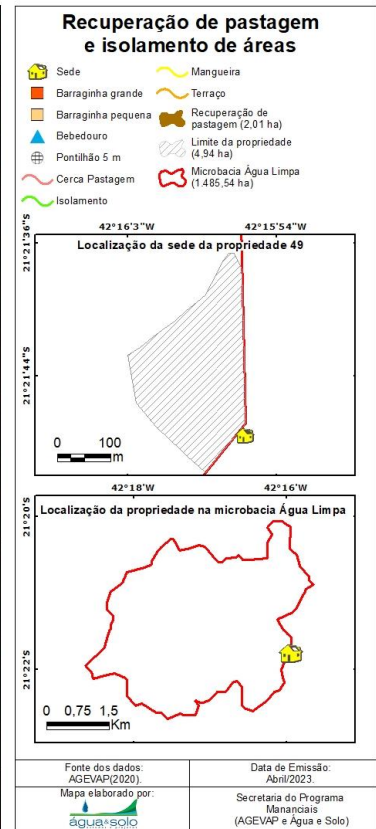 Recuperação de pastagem
e isolamento de áreas
Sede
Barraginha grande
Barraginha pequena
Bebedouro
Pontilhão 5 m
Cerca Pastagem
Isolamento
Mangueira
Terraço
Recuperação de
pastagem (2,01 ha)
Limite da propriedade
(4,94 ha)
Microbacia Água Limpa
(1.485,54 ha)
42°16'3"W 42°15'54"W
Localização da sede da propriedade 49
21°21'36"S
21°21'44"S
0 100
m
42°18'W 42°16'W
Localização da propriedade na microbacia Água Limpa
21°20'S
21°22'S
0 0,75 1,5
Km
Fonte dos dados:
AGEVAP(2020).
Data de Emissão:
Abril/2023.
Mapa elaborado por:
água&solo
Secretaria do Programa
Mananciais
(AGEVAP e Água e Solo)